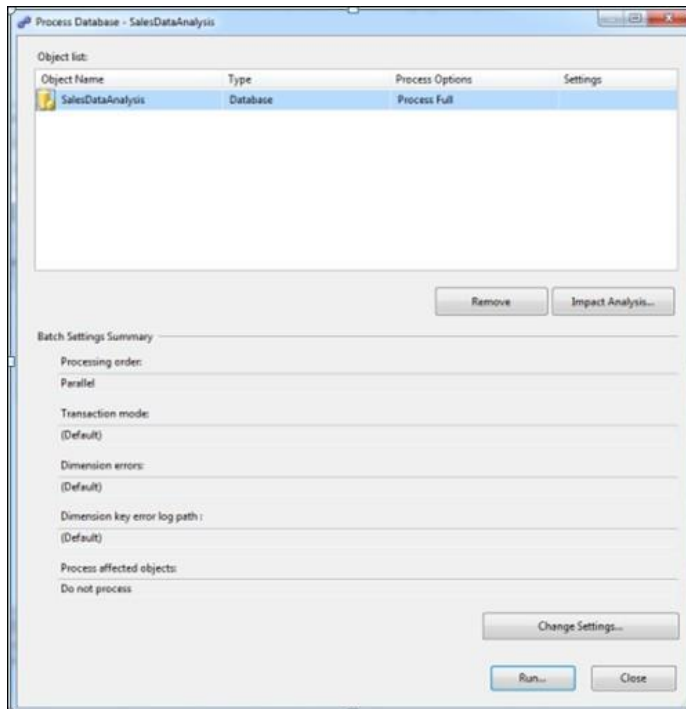 Process Database - SalesDataAnalysis
Object list:
Object Name Type Process Options Settings
SalesDataAnalysis Database Process Full
Remove Impact Analysis...
Batch Settings Summary
Processing order:
Parallel
Transaction mode:
(Default)
Dimension errors:
(Default)
Dimension key error log path :
(Default)
Process affected objects:
Do not process
Change Settings...
Run... Close